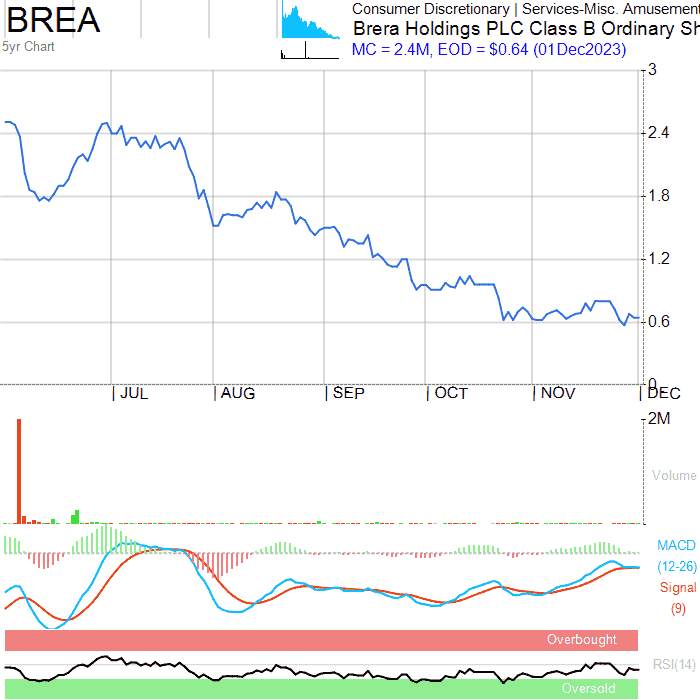 BREA
5yr Chart
Consumer Discretionary | Services-Misc. Amusement
Brera Holdings PLC Class B Ordinary Sh
MC = 2.4M, EOD = $0.64 (01Dec2023)
3
2.4
1.8
1.2
0.6
0
JUL
AUG
SEP
OCT
NOV
DEC
2M
Volume
MACD
(12-26)
Signal
(9)
Overbought
RSI(14)
Oversold